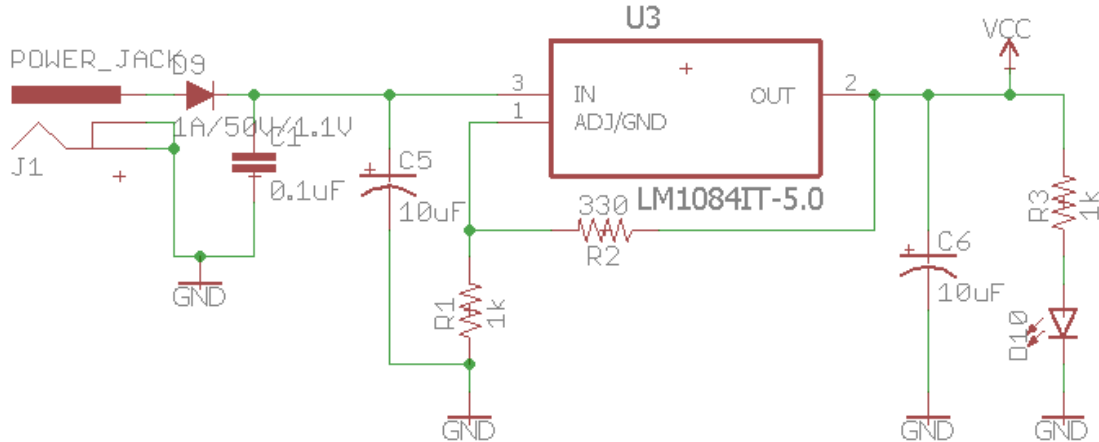 U3
VCC
POWER_JACK
D9
3
IN
OUT
2
1
ADJ/GND
1A/50V/1.1V
J1
C1
0.1uF
C5
10uF
330
LM1084IT-5.0
R2
R3
1k
C6
10uF
GND
R1
1k
D10
GND
GND
GND